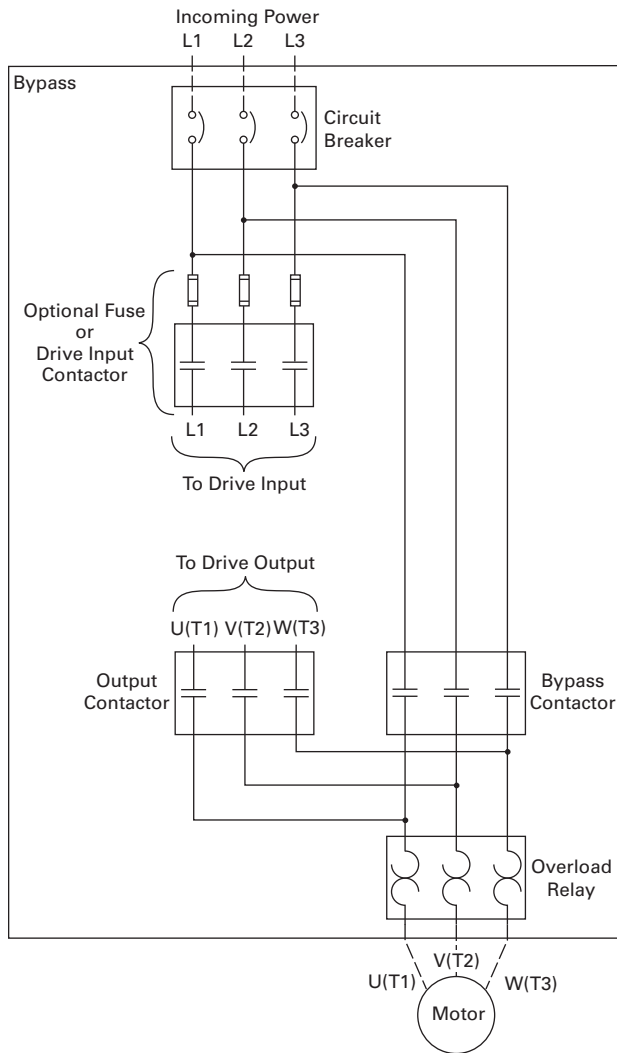 Incoming Power
L1 L2 L3
Bypass
Circuit
Breaker
Optional Fuse
or
Drive Input
Contactor
L1 L2 L3
To Drive Input
To Drive Output
U(T1) V(T2) W(T3)
Output
Contactor
Bypass
Contactor
Overload
Relay
U(T1) V(T2) W(T3)
Motor